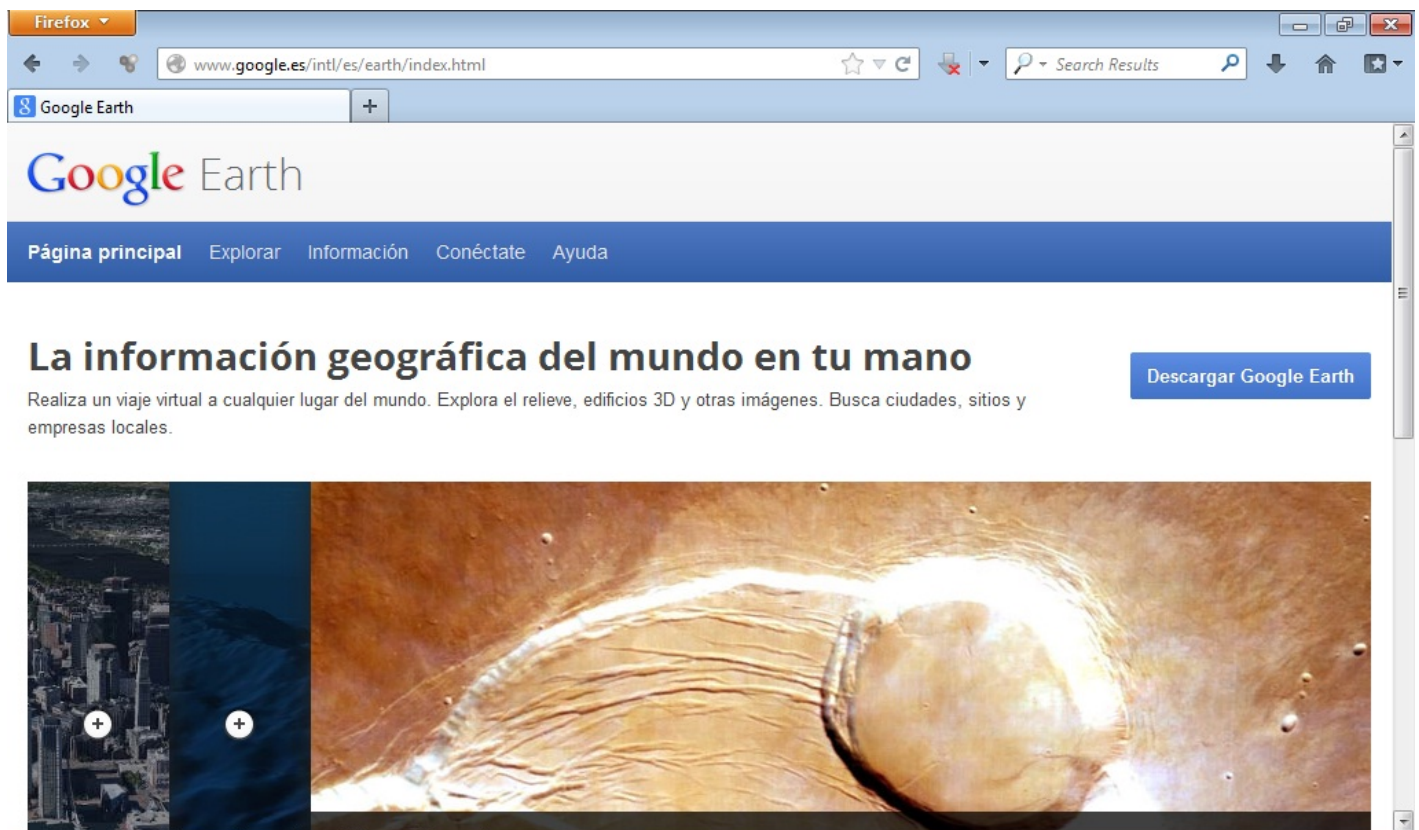 Firefox
www.google.es/intl/es/earth/index.html
Search Results
Google Earth
Google Earth
Página principal Explorar Información Conéctate Ayuda
La información geográfica del mundo en tu mano
Descargar Google Earth
Realiza un viaje virtual a cualquier lugar del mundo. Explora el relieve, edificios 3D y otras imágenes. Busca ciudades, sitios y
empresas locales.